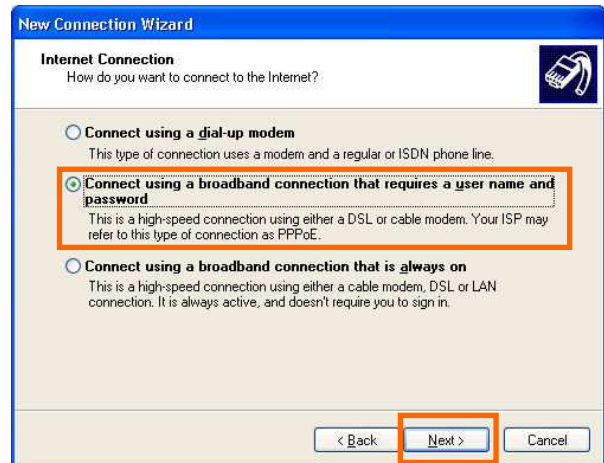 New Connection Wizard
Internet Connection
How do you want to connect to the Internet?
Connect using a dial-up modem
This type of connection uses a modem and a regular or ISDN phone line.
Connect using a broadband connection that requires a user name and
password
This is a high-speed connection using either a DSL or cable modem. Your ISP may
refer to this type of connection as PPPoE.
Connect using a broadband connection that is always on
This is a high-speed connection using either a cable modem, DSL or LAN
connection. It is always active, and doesn't require you to sign in.
< Back Next > Cancel